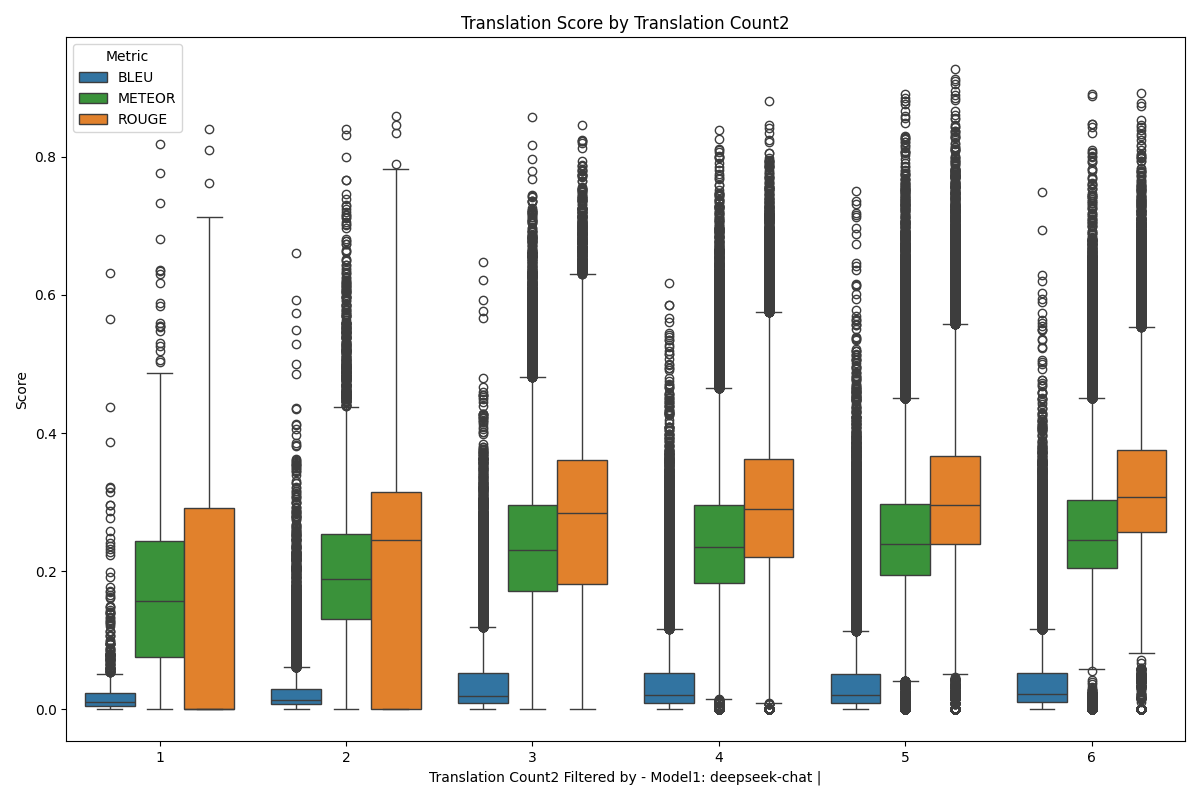 Translation Score by Translation Count2
Metric
BLEU
METEOR
ROUGE
Score
0.8
0.6
0.4
0.2
0.0
1 2 3 4 5 6
Translation Count2 Filtered by - Model1: deepseek-chat |